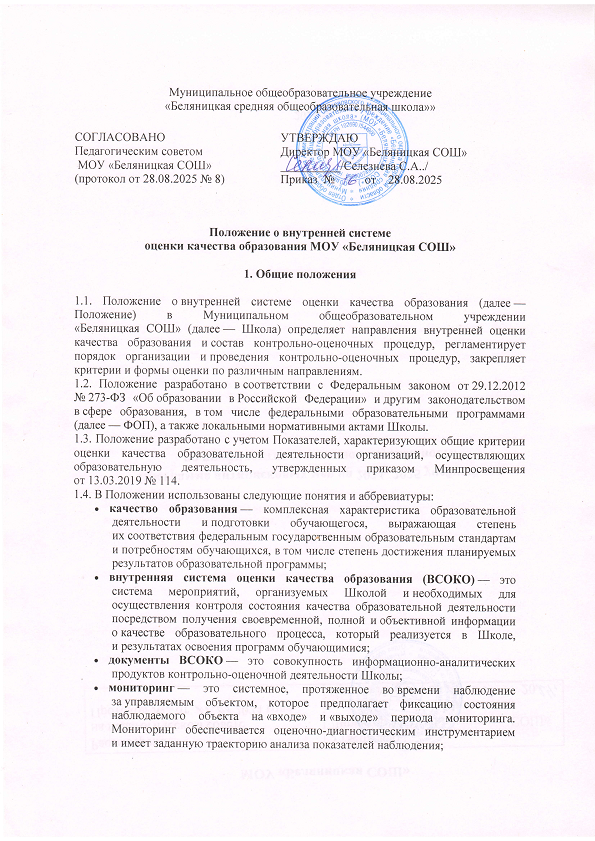 Муниципальное общеобразовательное учреждение
«Беляницкая средняя общеобразовательная школа»»
СОГЛАСОВАНО УТВЕРЖДАЮ
Педагогическим советом Директор МОУ «Беляницкая СОШ»
МОУ «Беляницкая СОШ» /Селезнева С.А../
(протокол от 28.08.2025 № 8) Приказ № 16 от 28.08.2025
Положение о внутренней системе
оценки качества образования МОУ «Беляницкая СОШ»
1. Общие положения
1.1. Положение о внутренней системе оценки качества образования (далее —
Положение) в Муниципальном общеобразовательном учреждении
«Беляницкая СОШ» (далее — Школа) определяет направления внутренней оценки
качества образования и состав контрольно-оценочных процедур, регламентирует
порядок организации и проведения контрольно-оценочных процедур, закрепляет
критерии и формы оценки по различным направлениям.
1.2. Положение разработано в соответствии с Федеральным законом от 29.12.2012
№ 273-ФЗ «Об образовании в Российской Федерации» и другим законодательством
в сфере образования, в том числе федеральными образовательными программами
(далее — ФОП), а также локальными нормативными актами Школы.
1.3. Положение разработано с учетом Показателей, характеризующих общие критерии
оценки качества образовательной деятельности организаций, осуществляющих
образовательную деятельность, утвержденных приказом Минпросвещения
от 13.03.2019 № 114.
1.4. В Положении использованы следующие понятия и аббревиатуры:
• качество образования — комплексная характеристика образовательной
деятельности и подготовки обучающегося, выражающая степень
их соответствия федеральным государственным образовательным стандартам
и потребностям обучающихся, в том числе степень достижения планируемых
результатов образовательной программы;
• внутренняя система оценки качества образования (ВСОКО) — это
система мероприятий, организуемых Школой и необходимых для
осуществления контроля состояния качества образовательной деятельности
посредством получения своевременной, полной и объективной информации
о качестве образовательного процесса, который реализуется в Школе,
и результатах освоения программ обучающимися;
• документы ВСОКО — это совокупность информационно-аналитических
продуктов контрольно-оценочной деятельности Школы;
• мониторинг — это системное, протяженное во времени наблюдение
за управляемым объектом, которое предполагает фиксацию состояния
наблюдаемого объекта на «входе» и «выходе» периода мониторинга.
Мониторинг обеспечивается оценочно-диагностическим инструментарием
и имеет заданную траекторию анализа показателей наблюдения;